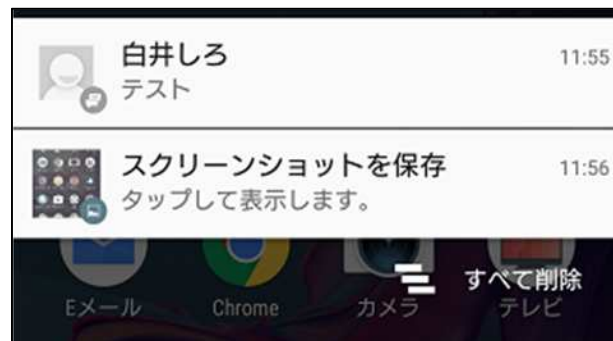 白井しろ
11:55
テスト
スクリーンショットを保存
11:56
タップして表示します。
すべて削除
Eメール
Chrome
カメラ
テレビ